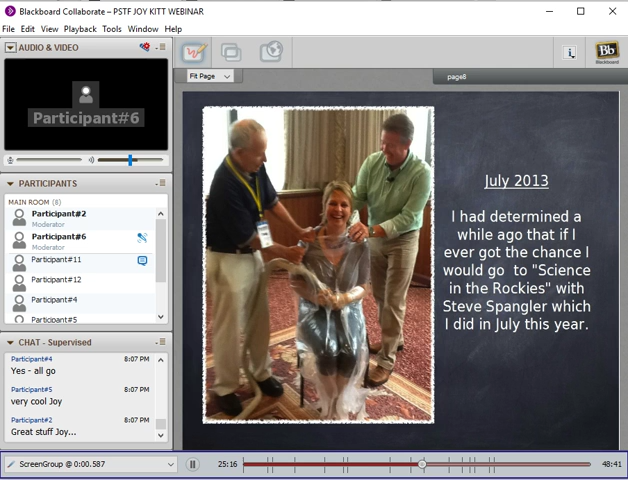 Blackboard Collaborate – PSTF JOY KITT WEBINAR
File Edit View Playback Tools Window Help
AUDIO & VIDEO
Participant#6
PARTICIPANTS
MAIN ROOM (8)
Participant#2
Moderator
Participant#6
Moderator
Participant#11
Participant#12
Participant#4
Participant#5
CHAT - Supervised
Participant#4 8:07 PM
Yes - all go
Participant#5 8:07 PM
very cool Joy
Participant#2 8:07 PM
Great stuff Joy...
Fit Page
page8
i
Bb
Blackboard
July 2013
I had determined a
while ago that if I
ever got the chance I
would go to "Science
in the Rockies" with
Steve Spangler which
I did in July this year.
ScreenGroup @ 0:00.587
25:16
48:41